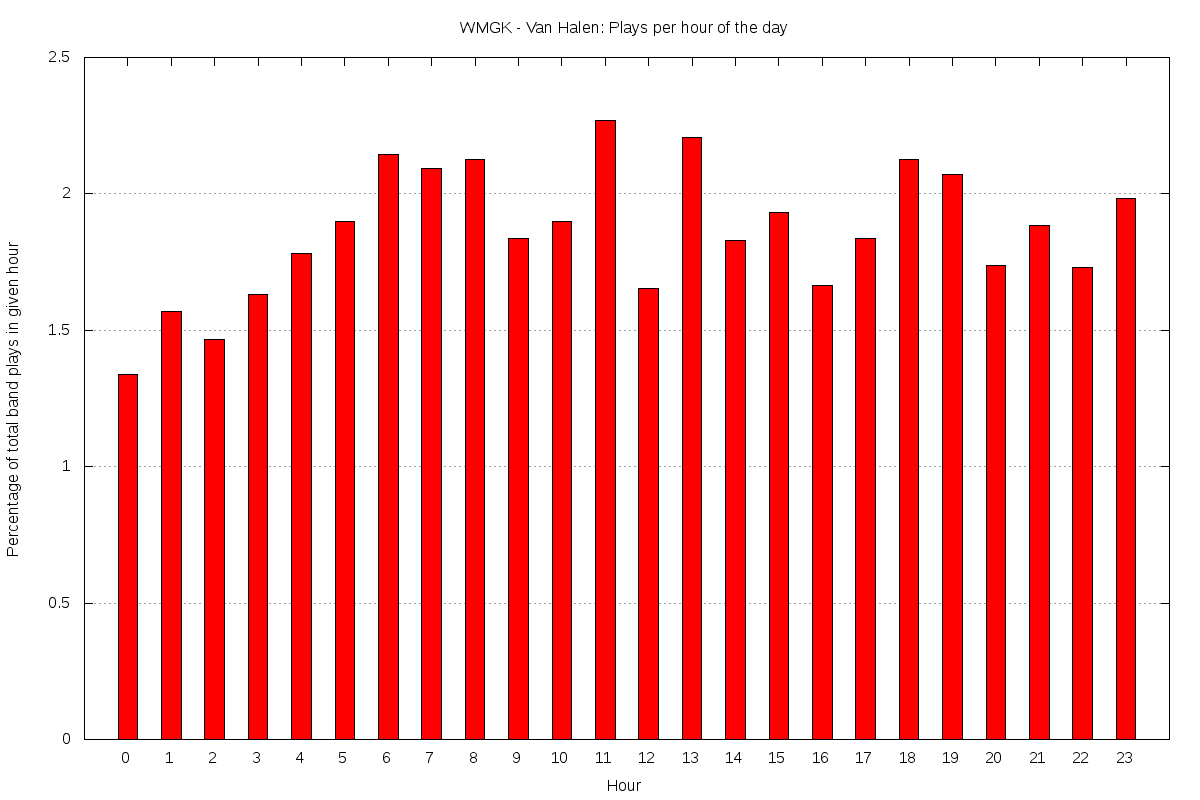 WMGK - Van Halen: Plays per hour of the day
Percentage of total band plays in given hour
2.5
2
1.5
1
0.5
0
0 1 2 3 4 5 6 7 8 9 10 11 12 13 14 15 16 17 18 19 20 21 22 23
Hour